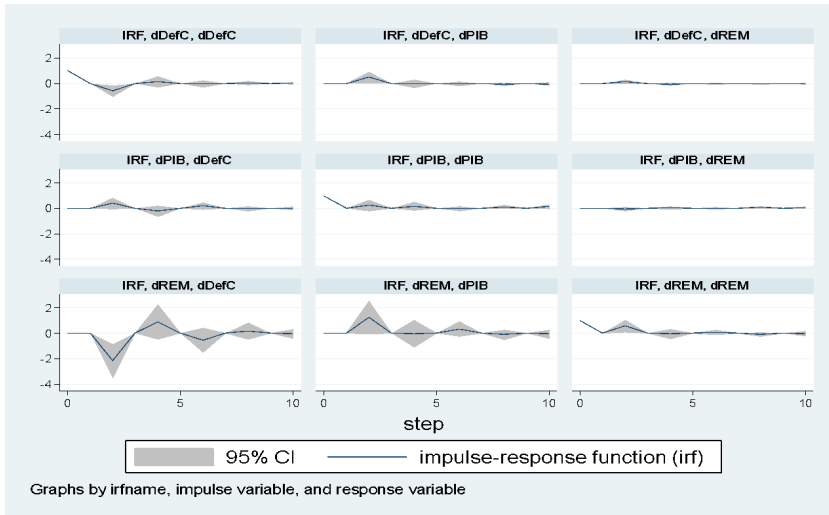 IRF, dDefC, dDefC
IRF, dDefC, dPIB
IRF, dDefC, dREM
2
0
-2
-4
IRF, dPIB, dDefC
IRF, dPIB, dPIB
IRF, dPIB, dREM
2
0
-2
-4
IRF, dREM, dDefC
IRF, dREM, dPIB
IRF, dREM, dREM
2
0
-2
-4
0 5 10 0 5 10 0 5 10
step
95% CI impulse-response function (irf)
Graphs by irfname, impulse variable, and response variable